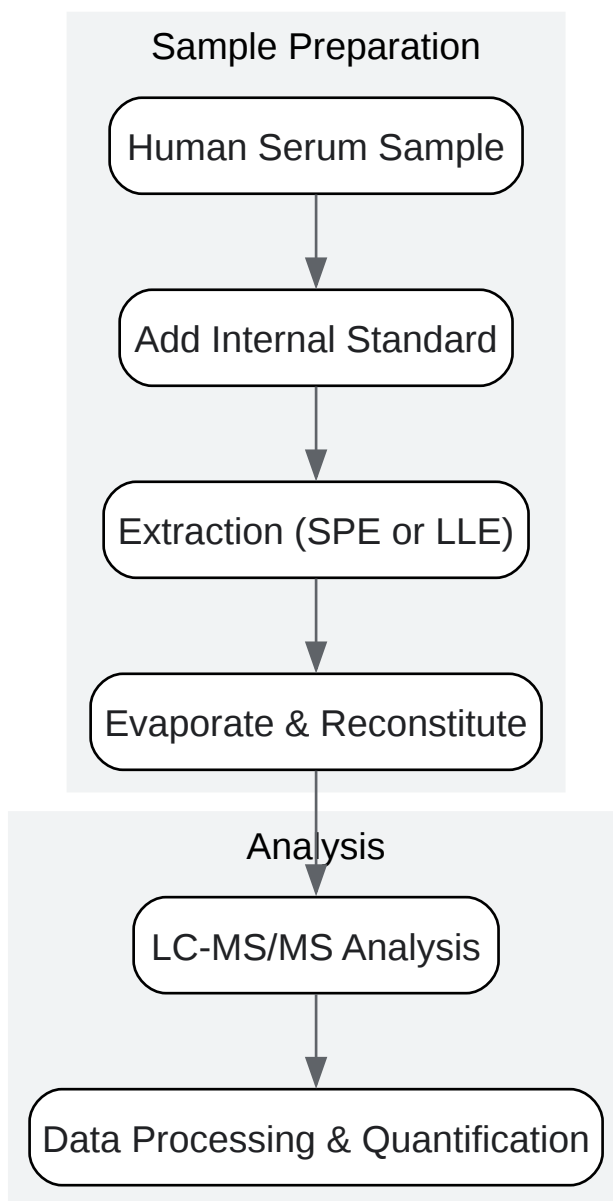 Sample Preparation
Human Serum Sample
Add Internal Standard
Extraction (SPE or LLE)
Evaporate & Reconstitute
Analysis
LC-MS/MS Analysis
Data Processing & Quantification